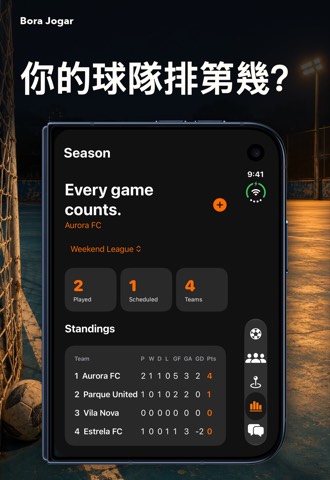 Bora Jogar
你的球隊排第幾?
Season
9:41
Every game
counts.
Aurora FC
Weekend League
2 1 4
Played Scheduled Teams
Standings
Team P W D L GF GA GD Pts
1 Aurora FC 2 1 1 0 5 3 2 4
2 Parque United 1 0 1 0 2 2 0 1
3 Vila Nova 0 0 0 0 0 0 0 0
4 Estrela FC 1 0 0 1 1 3 -2 0